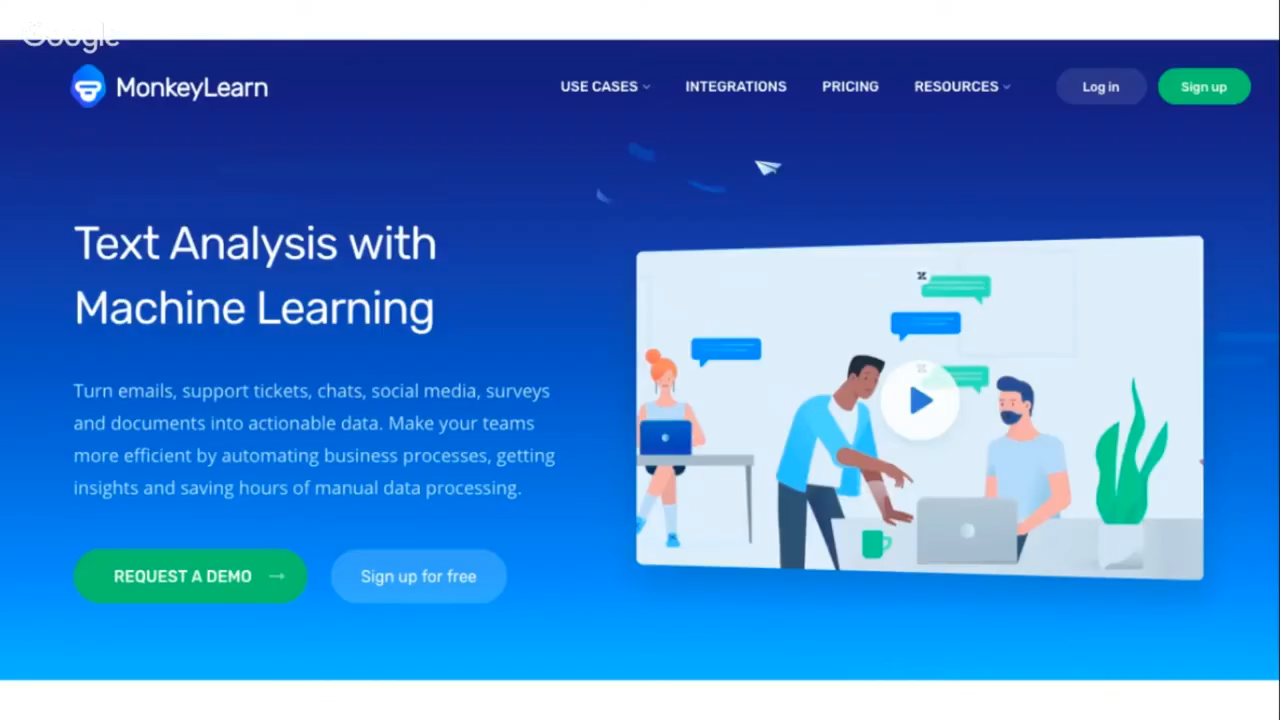 Google
MonkeyLearn
USE CASES
INTEGRATIONS
PRICING
RESOURCES
Log in
Sign up
Text Analysis with
Machine Learning
Turn emails, support tickets, chats, social media, surveys
and documents into actionable data. Make your teams
more efficient by automating business processes, getting
insights and saving hours of manual data processing.
REQUEST A DEMO →
Sign up for free